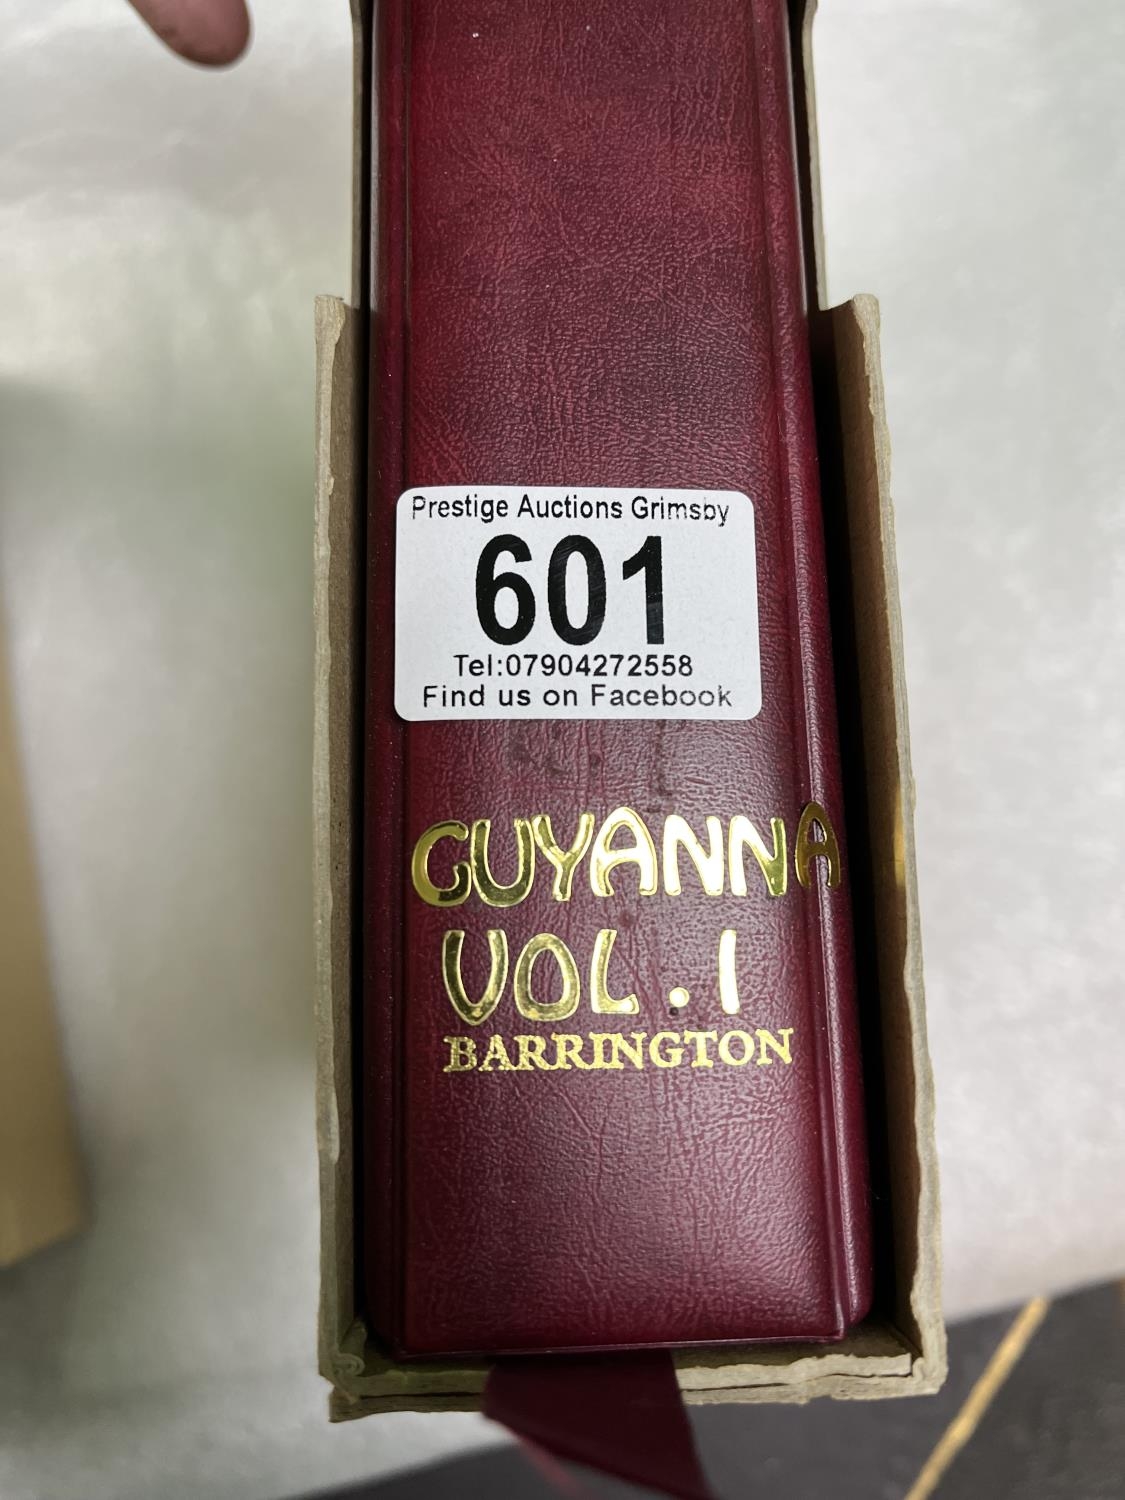 Prestige Auctions Grimsby
601
Tel:07904272558
Find us on Facebook
GUYANNA
VOL.1
BARRINGTON